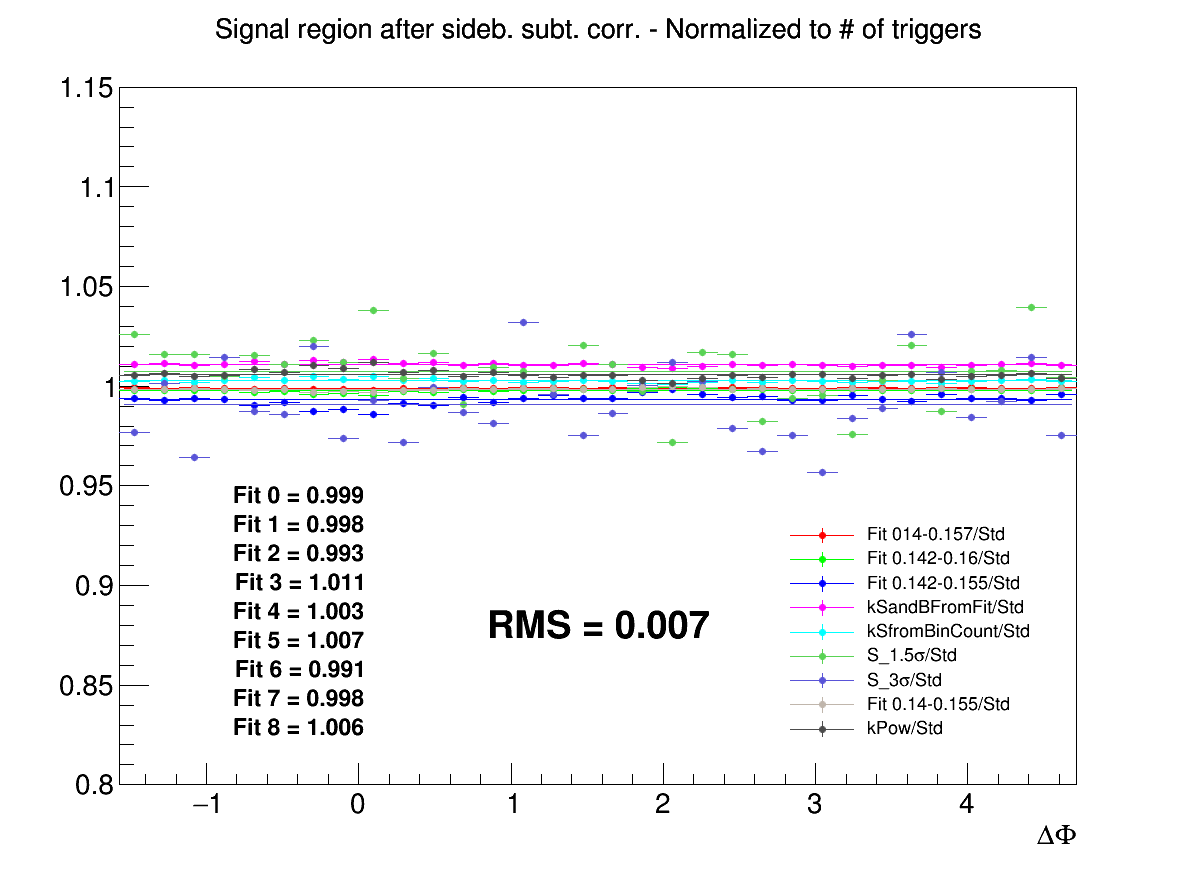 Signal region after sideb. subt. corr. - Normalized to # of triggers
1.15
1.1
1.05
1
0.95
0.9
0.85
0.8
Fit 0 = 0.999
Fit 1 = 0.998
Fit 2 = 0.993
Fit 3 = 1.011
Fit 4 = 1.003
Fit 5 = 1.007
Fit 6 = 0.991
Fit 7 = 0.998
Fit 8 = 1.006
RMS = 0.007
Fit 014-0.157/Std
Fit 0.142-0.16/Std
Fit 0.142-0.155/Std
kSandBFromFit/Std
kSfromBinCount/Std
S_1.5σ/Std
S_3σ/Std
Fit 0.14-0.155/Std
kPow/Std
−1 0 1 2 3 4
ΔΦ